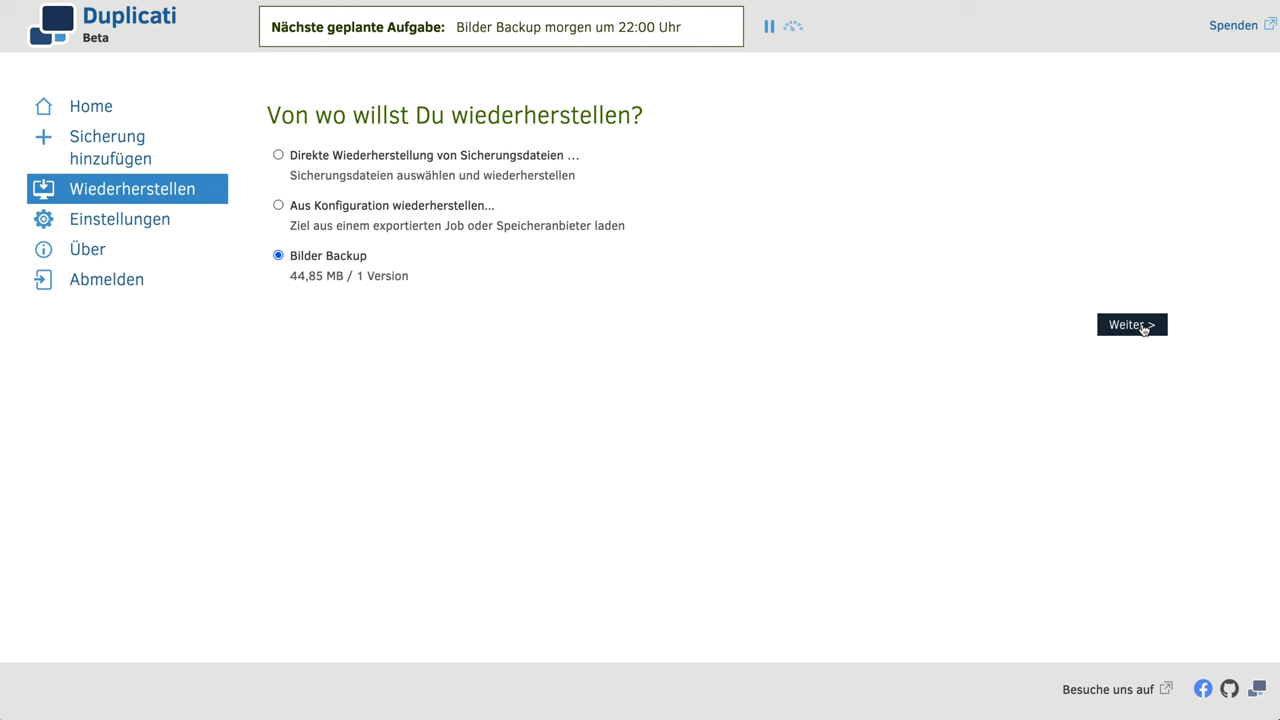 Duplicati
Beta
Nächste geplante Aufgabe: Bilder Backup morgen um 22:00 Uhr
Spenden
Home
Sicherung
hinzufügen
Wiederherstellen
Einstellungen
Über
Abmelden
Von wo willst Du wiederherstellen?
Direkte Wiederherstellung von Sicherungsdateien ...
Sicherungsdateien auswählen und wiederherstellen
Aus Konfiguration wiederherstellen...
Ziel aus einem exportierten Job oder Speicheranbieter laden
Bilder Backup
44,85 MB / 1 Version
Weiter >
Besuche uns auf